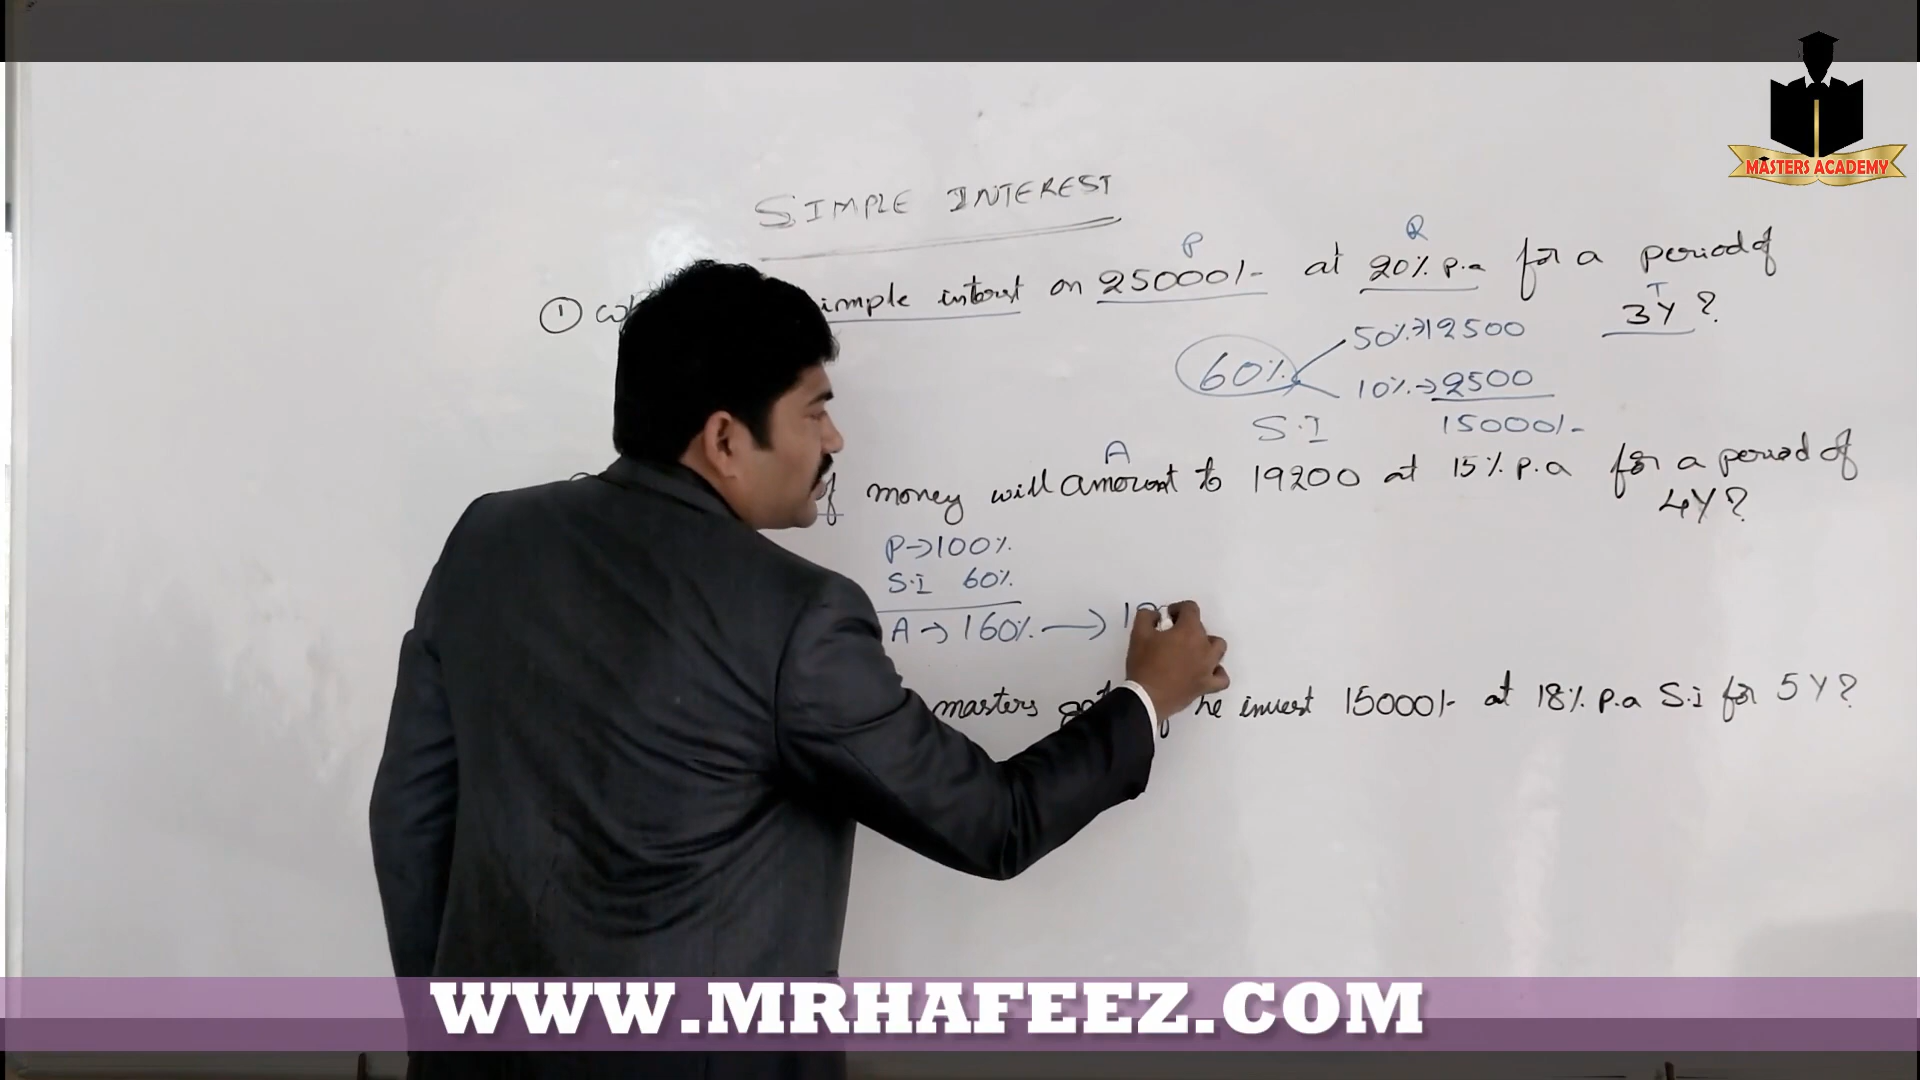 MASTERS ACADEMY
SIMPLE INTEREST
P R
① simple interest on 25000/- at 20% p.a for a period of
T
3Y ?
60% 50%→12500
10%→2500
S.I 15000/-
A
of money will amount to 19200 at 15% p.a for a period of
4Y?
P→100%
S.I 60%
A → 160% → 19
masters he invest 15000/- at 18% p.a S.i for 5Y?
WWW.MRHAFEEZ.COM